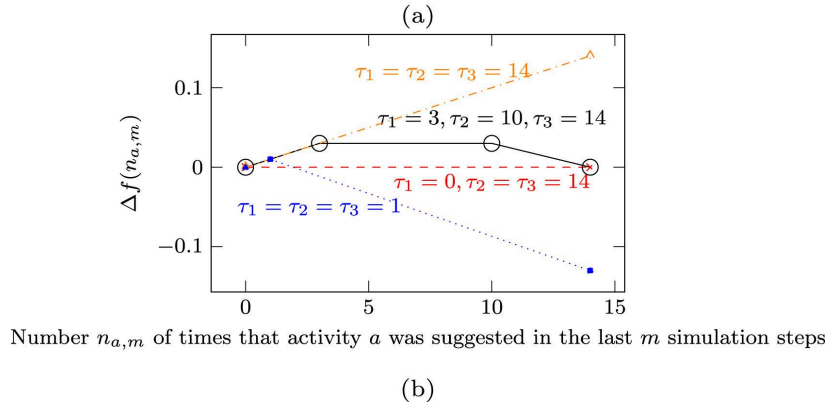 (a)
0.1
0
−0.1
Δf(n_{a,m})
τ₁ = τ₂ = τ₃ = 14
τ₁ = 3, τ₂ = 10, τ₃ = 14
τ₁ = 0, τ₂ = τ₃ = 14
τ₁ = τ₂ = τ₃ = 1
0 5 10 15
Number n_{a,m} of times that activity a was suggested in the last m simulation steps
(b)